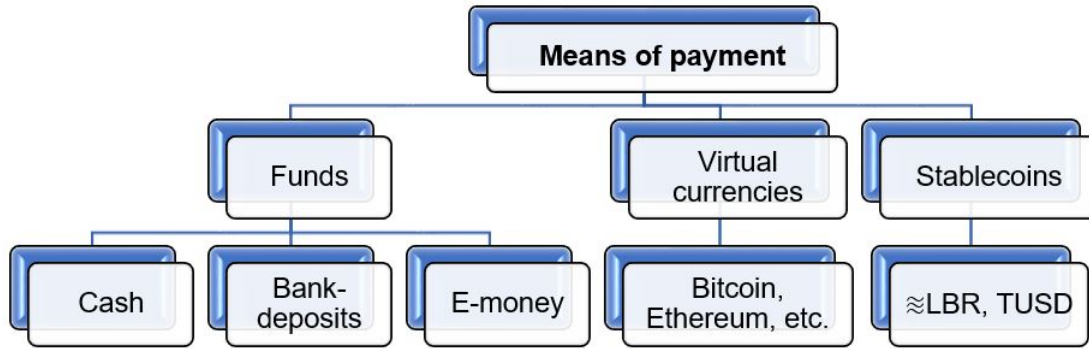 Means of payment
Funds
Virtual
currencies
Stablecoins
Cash
Bank-
deposits
E-money
Bitcoin,
Ethereum, etc.
≋LBR, TUSD